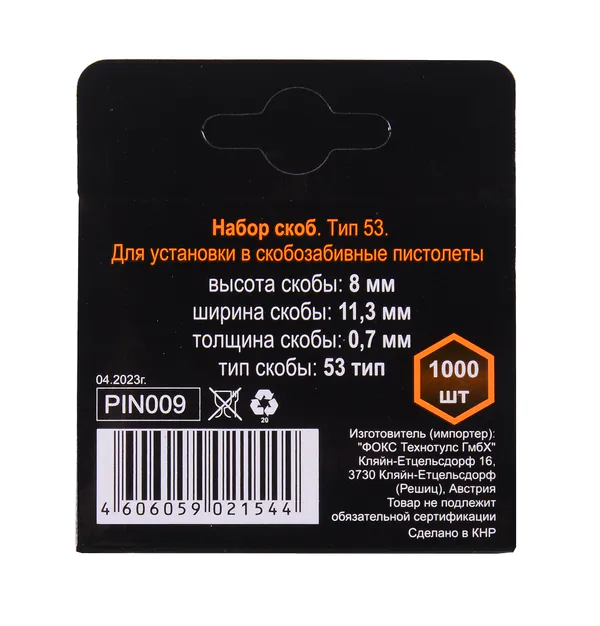 Набор скоб. Тип 53.
Для установки в скобозабивные пистолеты
высота скобы: 8 мм
ширина скобы: 11,3 мм
толщина скобы: 0,7 мм
тип скобы: 53 тип
1000
шт
04.2023г.
PIN009
20
Изготовитель (импортер):
"ФОКС Технотулс ГмбХ"
Кляйн-Етцельсдорф 16,
3730 Кляйн-Етцельсдорф
(Решиц), Австрия
Товар не подлежит
обязательной сертификации
Сделано в КНР
4 606059 021544